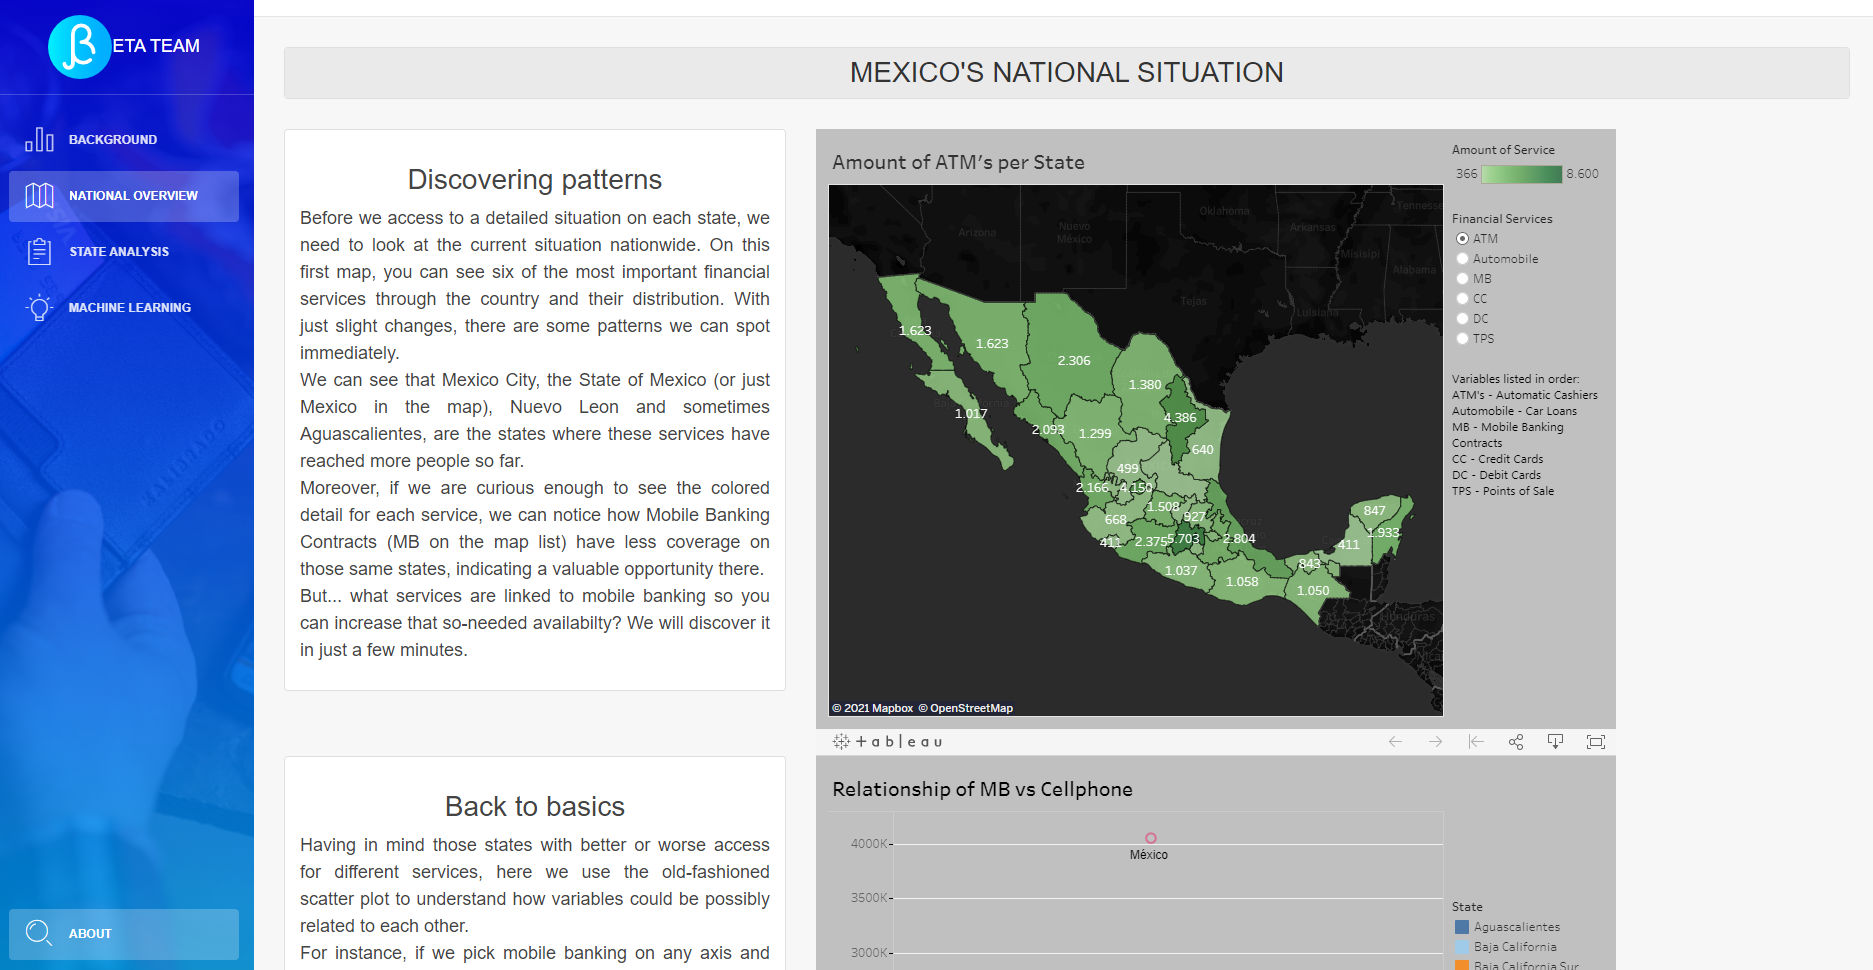 ETA TEAM
BACKGROUND
NATIONAL OVERVIEW
STATE ANALYSIS
MACHINE LEARNING
ABOUT
MEXICO'S NATIONAL SITUATION
Discovering patterns
Before we access to a detailed situation on each state, we
need to look at the current situation nationwide. On this
first map, you can see six of the most important financial
services through the country and their distribution. With
just slight changes, there are some patterns we can spot
immediately.
We can see that Mexico City, the State of Mexico (or just
Mexico in the map), Nuevo Leon and sometimes
Aguascalientes, are the states where these services have
reached more people so far.
Moreover, if we are curious enough to see the colored
detail for each service, we can notice how Mobile Banking
Contracts (MB on the map list) have less coverage on
those same states, indicating a valuable opportunity there.
But... what services are linked to mobile banking so you
can increase that so-needed availabilty? We will discover it
in just a few minutes.
Amount of ATM's per State
Oklahoma
Tennesse
Arizona
Nuevo
México
Arkansas
Misisipi
Alabama
Tejas
Luisiana
1.623
1.623
2.306
1.380
1.017
4.386
2.093
1.299
640
499
2.166
4.150
1.508
668
927
847
1.933
411
2.375
5.703
2.804
411
843
1.037
1.058
1.050
Honduras
© 2021 Mapbox © OpenStreetMap
Amount of Service
366
8.600
Financial Services
ATM
Automobile
MB
CC
DC
TPS
Variables listed in order:
ATM's - Automatic Cashiers
Automobile - Car Loans
MB - Mobile Banking
Contracts
CC - Credit Cards
DC - Debit Cards
TPS - Points of Sale
+ableau
Back to basics
Having in mind those states with better or worse access
for different services, here we use the old-fashioned
scatter plot to understand how variables could be possibly
related to each other.
For instance, if we pick mobile banking on any axis and
Relationship of MB vs Cellphone
4000K
México
3500K
3000K
State
Aguascalientes
Baja California
Baja California Sur